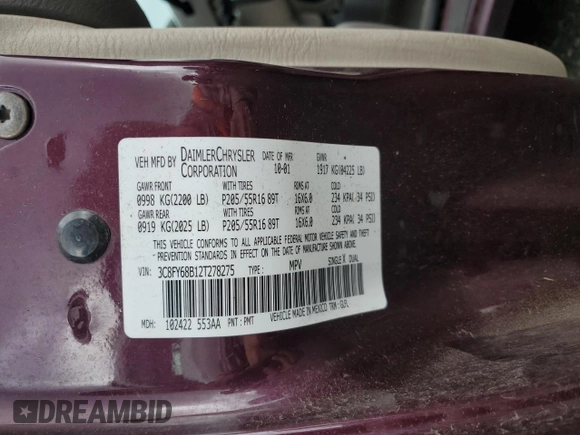 VEH MFD BY DAIMLERCHRYSLER CORPORATION DATE OF MFR 10-01 GVWR 1917 KG(04225 LB)
GAWR FRONT WITH TIRES RIMS AT COLD
0998 KG(2200 LB) P205/55R16 89T 16X6.0 234 KPA( 34 PSI)
GAWR REAR WITH TIRES RIMS AT COLD
0919 KG(2025 LB) P205/55R16 89T 16X6.0 234 KPA( 34 PSI)
THIS VEHICLE CONFORMS TO ALL APPLICABLE FEDERAL MOTOR VEHICLE SAFETY AND THEFT
PREVENTION STANDARDS IN EFFECT ON THE DATE OF MANUFACTURE SHOWN ABOVE.
VIN: 3C8FY68B12T278275 TYPE: MPV SINGLE X DUAL
VEHICLE MADE IN MEXICO TRIM:
MDH: 102422 553AA PNT: PMT
DREAMBID